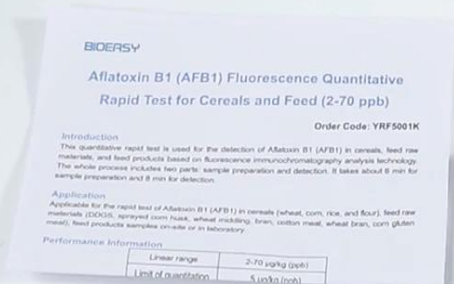 BIOEASY
Aflatoxin B1 (AFB1) Fluorescence Quantitative
Rapid Test for Cereals and Feed (2-70 ppb)
Order Code: YRF5001K
Introduction
This quantitative rapid test is used for the detection of Aflatoxin B1 (AFB1) in cereals, feed raw
materials, and feed products based on fluorescence immunochromatography analysis technology.
The whole process includes two parts: sample preparation and detection. It takes about 6 min for
sample preparation and 8 min for detection.
Application
Applicable for the rapid test of Aflatoxin B1 (AFB1) in cereals (wheat, corn, rice, and flour), feed raw
materials (DDGS, sprayed corn husk, wheat middling, bran, cotton meal, wheat bran, corn gluten
meal), feed products samples on-site or in laboratory.
Performance Information
Linear range 2-70 μg/kg (ppb)
Limit of quantitation 5 μg/kg (ppb)